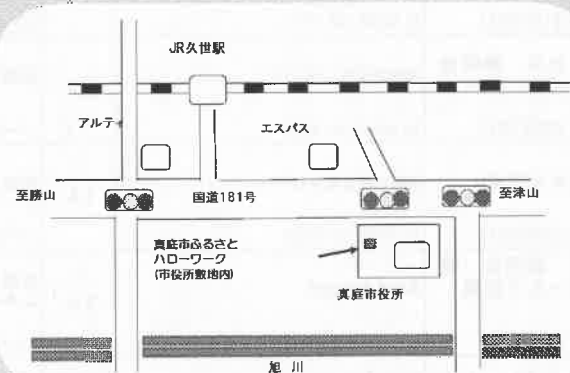 JR久世駅
アルテ
エスパス
至勝山
国道181号
至津山
真庭市ふるさと
ハローワーク
(市役所敷地内)
真庭市役所
旭川